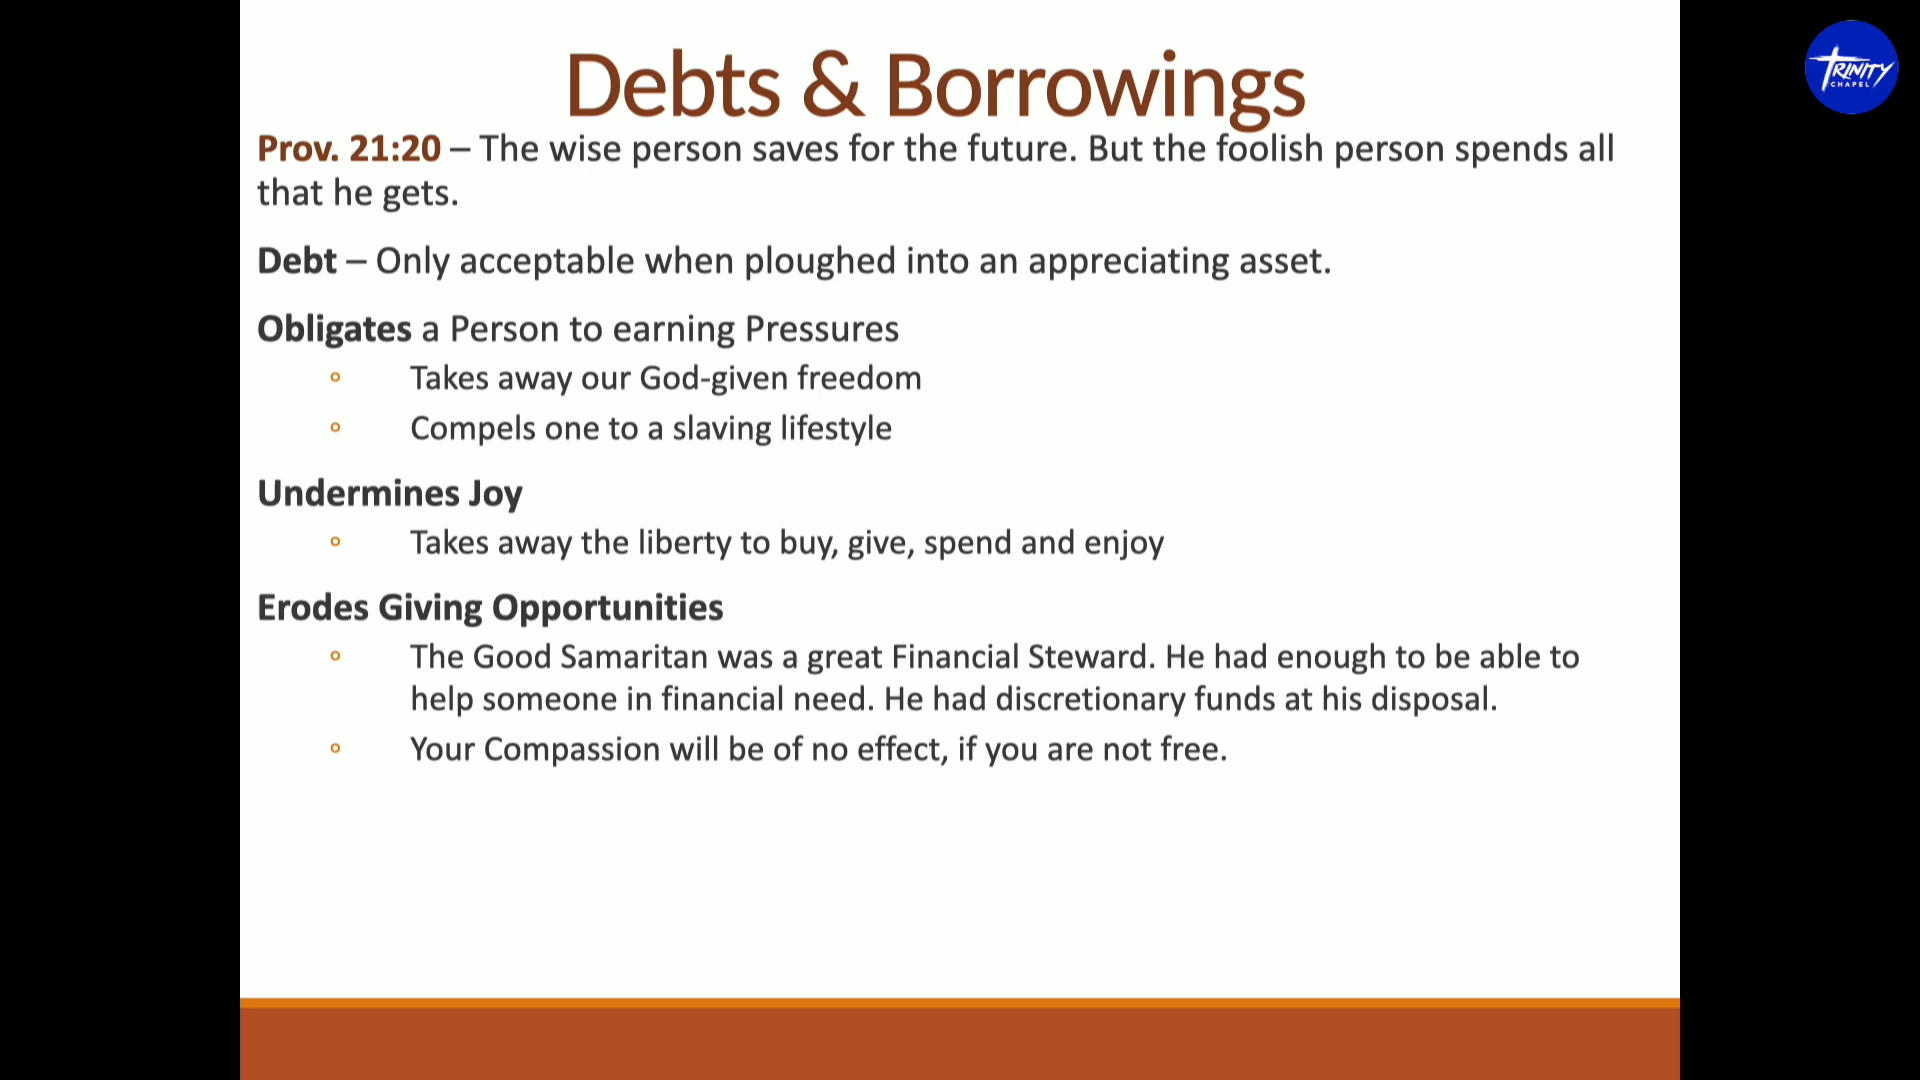 Debts & Borrowings
TRINITY
CHAPEL
Prov. 21:20 – The wise person saves for the future. But the foolish person spends all
that he gets.
Debt – Only acceptable when ploughed into an appreciating asset.
Obligates a Person to earning Pressures
° Takes away our God-given freedom
° Compels one to a slaving lifestyle
Undermines Joy
° Takes away the liberty to buy, give, spend and enjoy
Erodes Giving Opportunities
° The Good Samaritan was a great Financial Steward. He had enough to be able to
help someone in financial need. He had discretionary funds at his disposal.
° Your Compassion will be of no effect, if you are not free.